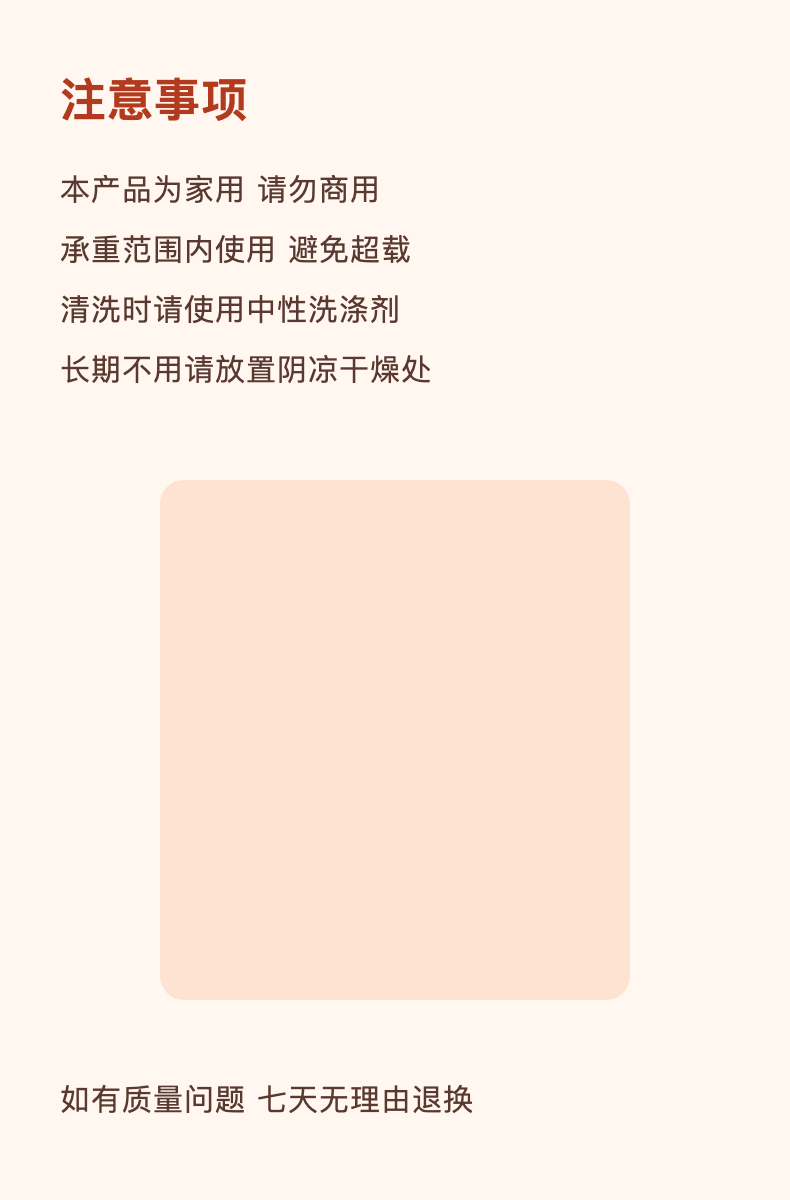 注意事项
本产品为家用 请勿商用
承重范围内使用 避免超载
清洗时请使用中性洗涤剂
长期不用请放置阴凉干燥处
如有质量问题 七天无理由退换